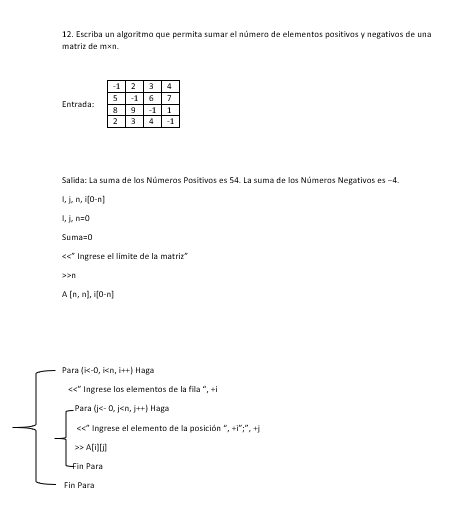 12. Escriba un algoritmo que permita sumar el número de elementos positivos y negativos de una
matriz de m×n.
Entrada:
-1 2 3 4
5 -1 6 7
8 9 -1 1
2 3 4 -1
Salida: La suma de los Números Positivos es 54. La suma de los Números Negativos es −4.
I, j, n, i[0-n]
I, j, n=0
Suma=0
<<" Ingrese el límite de la matriz"
>>n
A [n, n], i[0-n]
Para (i<-0, i<n, i++) Haga
<<" Ingrese los elementos de la fila ", +i
Para (j<- 0, j<n, j++) Haga
<<" Ingrese el elemento de la posición ", +i";", +j
>> A[i][j]
Fin Para
Fin Para